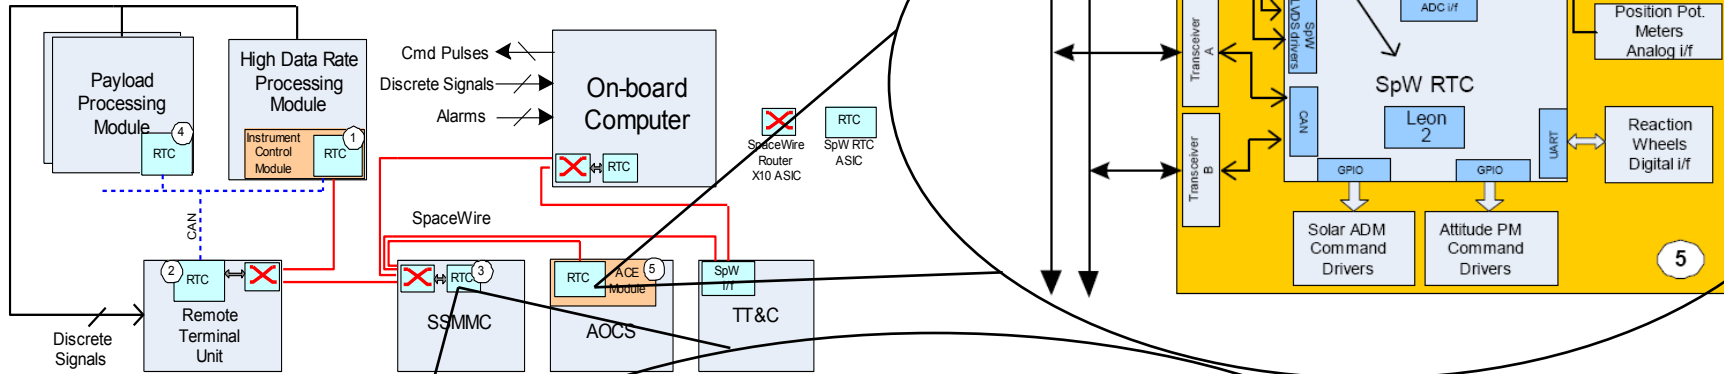 Payload
Processing
Module
4
RTC
High Data Rate
Processing
Module
Instrument
Control
Module
1
RTC
Cmd Pulses
Discrete Signals
Alarms
On-board
Computer
RTC
SpaceWire
Router
X10 ASIC
RTC
SpW RTC
ASIC
CAN
SpaceWire
2
RTC
Remote
Terminal
Unit
Discrete
Signals
RTC
3
SSMMC
RTC
ACE
Module
5
AOCS
SpW
I/f
TT&C
Transceiver
A
Transceiver
B
SpW
LVDS drivers
ADC i/f
SpW RTC
Leon
2
CAN
UART
GPIO
GPIO
Position Pot.
Meters
Analog i/f
Reaction
Wheels
Digital i/f
Solar ADM
Command
Drivers
Attitude PM
Command
Drivers
5